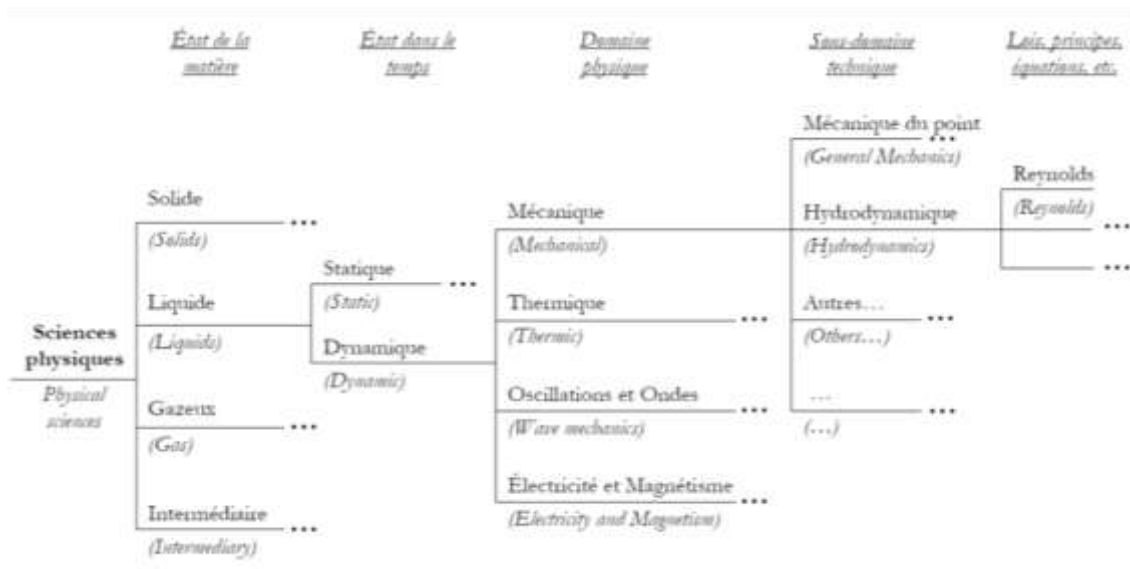 État de la matière
État dans le temps
Domaine physique
Sous-domaine technique
Lois, principes, équations, etc.
Sciences physiques
Physical sciences
Solide ...
(Solids)
Liquide
(Liquids)
Gazeux ...
(Gas)
Intermédiaire ...
(Intermediary)
Statique ...
(Static)
Dynamique
(Dynamic)
Mécanique
(Mechanical)
Thermique ...
(Thermic)
Oscillations et Ondes ...
(Wave mechanics)
Électricité et Magnétisme ...
(Electricity and Magnetism)
Mécanique du point ...
(General Mechanics)
Hydrodynamique
(Hydrodynamics)
Autres… ...
(Others…)
… ...
(…)
Reynolds
(Reynolds)
...
...